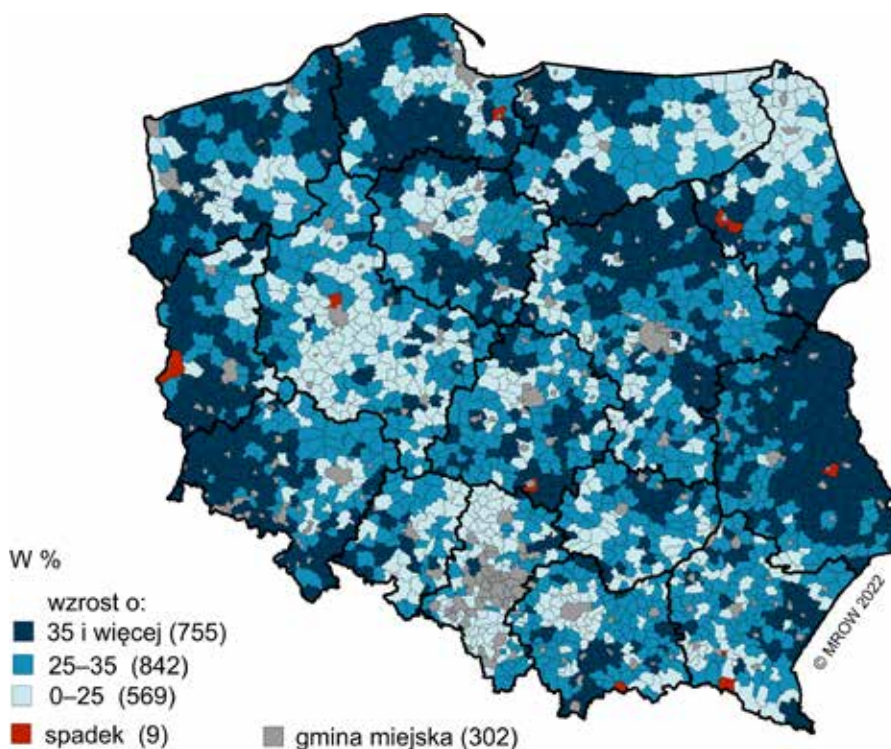 W %
wzrost o:
35 i więcej (755)
25–35 (842)
0–25 (569)
spadek (9)
gmina miejska (302)
© MROW 2022